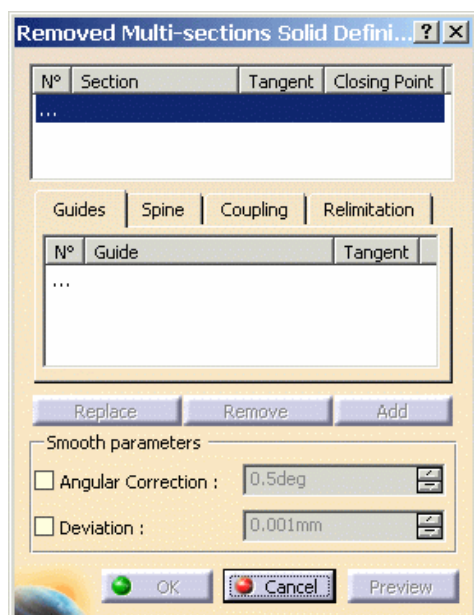 Removed Multi-sections Solid Defini... ? X
N° Section Tangent Closing Point
...
Guides Spine Coupling Relimitation
N° Guide Tangent
...
Replace Remove Add
Smooth parameters
Angular Correction : 0.5deg
Deviation : 0.001mm
OK Cancel Preview